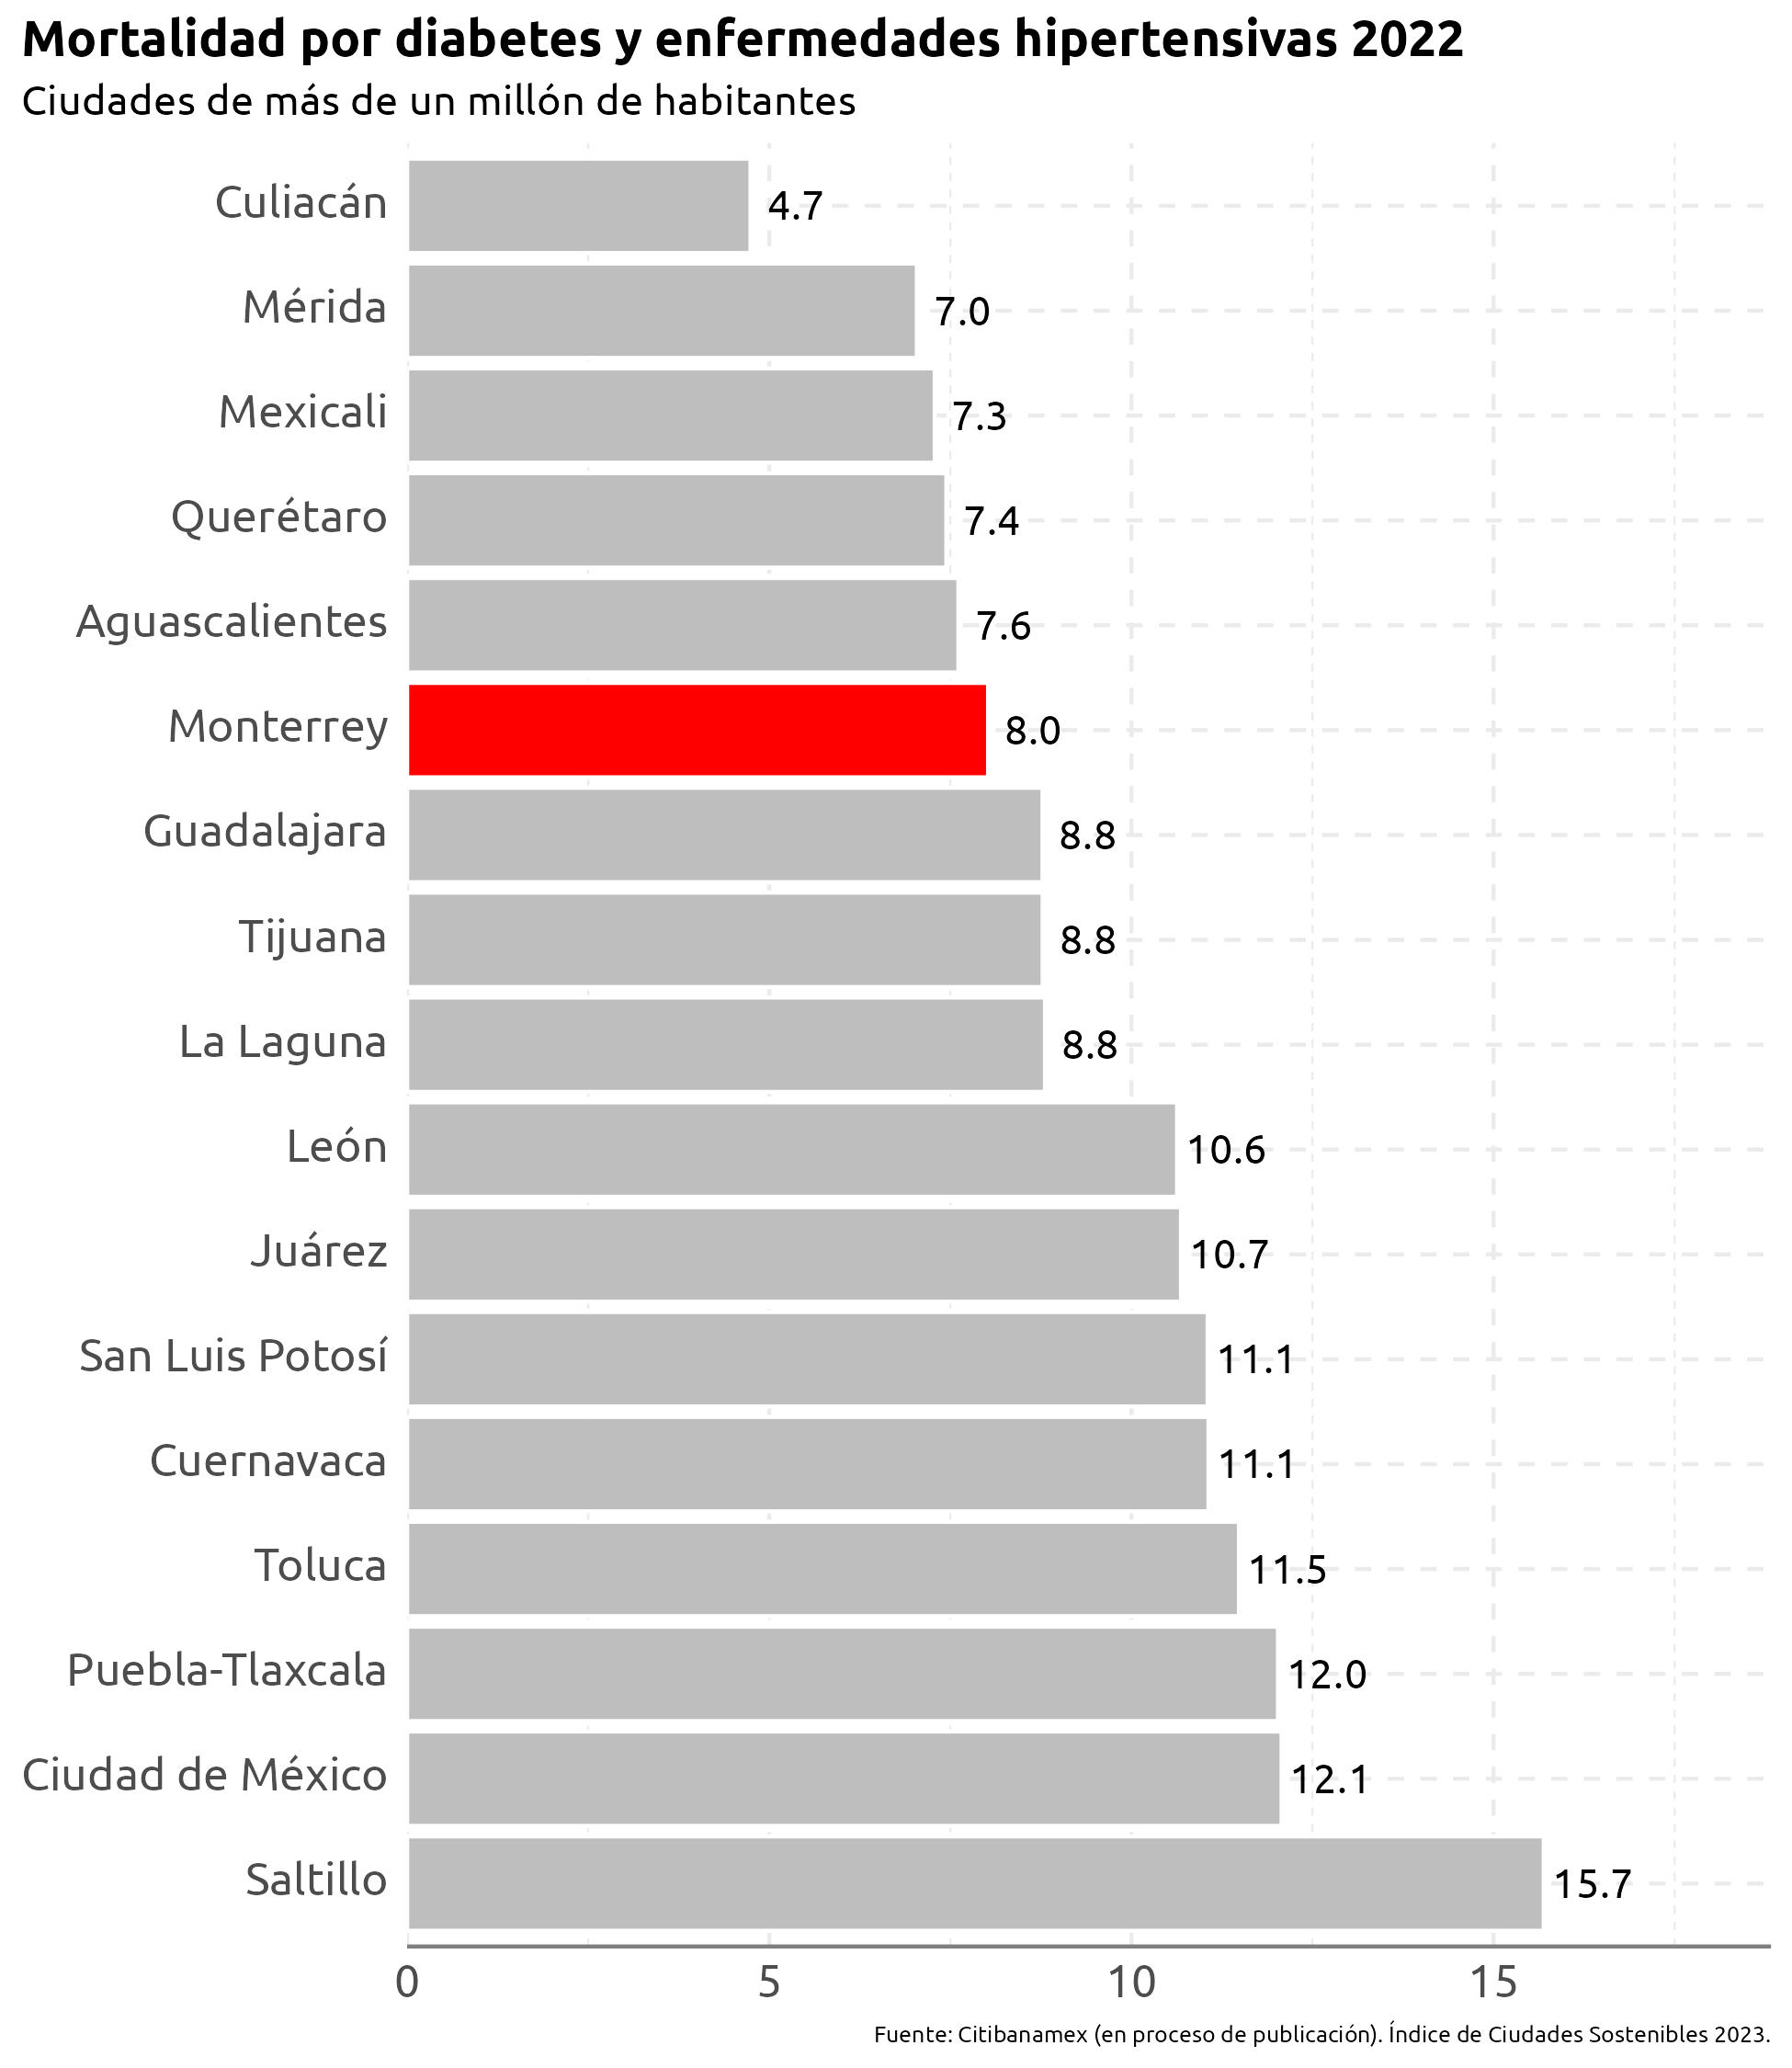 Mortalidad por diabetes y enfermedades hipertensivas 2022
Ciudades de más de un millón de habitantes
Culiacán 4.7
Mérida 7.0
Mexicali 7.3
Querétaro 7.4
Aguascalientes 7.6
Monterrey 8.0
Guadalajara 8.8
Tijuana 8.8
La Laguna 8.8
León 10.6
Juárez 10.7
San Luis Potosí 11.1
Cuernavaca 11.1
Toluca 11.5
Puebla-Tlaxcala 12.0
Ciudad de México 12.1
Saltillo 15.7
0 5 10 15
Fuente: Citibanamex (en proceso de publicación). Índice de Ciudades Sostenibles 2023.